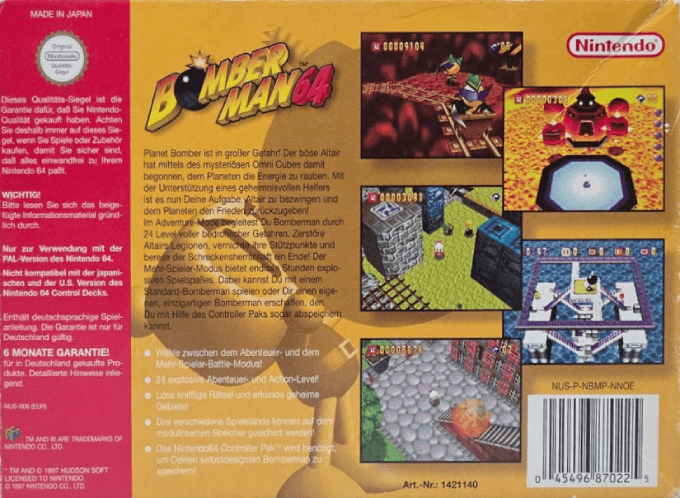 MADE IN JAPAN
Original
Nintendo
Qualitäts-
Siegel
Dieses Qualitäts-Siegel ist die
Garantie dafür, daß Sie Nintendo-
Qualität gekauft haben. Achten
Sie deshalb immer auf dieses Sie-
gel, wenn Sie Spiele oder Zubehör
kaufen, damit Sie sicher sind,
daß alles einwandfrei zu Ihrem
Nintendo 64 paßt.
WICHTIG!
Bitte lesen Sie sich das beige-
fügte Informationsmaterial gründ-
lich durch.
Nur zur Verwendung mit der
PAL-Version des Nintendo 64.
Nicht kompatibel mit der japani-
schen und der U.S. Version des
Nintendo 64 Control Decks.
Enthält deutschsprachige Spiel-
anleitung. Die Garantie ist nur für
Deutschland gültig.
6 MONATE GARANTIE!
für in Deutschland gekaufte Pro-
dukte. Detaillierte Hinweise inlie-
gend.
NUS-006 (EUR)
TM AND ® ARE TRADEMARKS OF
NINTENDO CO., LTD.
* TM AND © 1997 HUDSON SOFT
LICENSED TO NINTENDO.
© 1997 NINTENDO CO., LTD.
BOMBER
MAN 64
TM
Planet Bomber ist in großer Gefahr! Der böse Altair
hat mittels des mysteriösen Omni Cubes damit
begonnen, dem Planeten die Energie zu rauben. Mit
der Unterstützung eines geheimnisvollen Helfers
ist es nun Deine Aufgabe, Altair zu bezwingen und
dem Planeten den Frieden zurückzugeben!
Im Adventure-Mode begleitest Du Bomberman durch
24 Level voller bedrohlicher Gefahren. Zerstöre
Altairs Legionen, vernichte ihre Stützpunkte und
bereite der Schreckensherrschaft ein Ende! Der
Mehr-Spieler-Modus bietet endlos Stunden explo-
siven Spielspaßes. Dabei kannst Du mit einem
Standard-Bomberman spielen oder Dir einen eige-
nen, einzigartigen Bomberman erschaffen, den
Du mit Hilfe des Controller Paks sogar abspeichern
kannst.
Wähle zwischen dem Abenteuer- und dem
Mehr-Spieler-Battle-Modus!
24 explosive Abenteuer- und Action-Level!
Löse knifflige Rätsel und erkunde geheime
Gebiete!
Drei verschiedene Spielstände können auf dem
modulinternen Speicher gesichert werden!
Das Nintendo64 Controller Pak™ wird benötigt,
um Deinen selbstdesignten Bomberman zu
speichern!
00009104
Nintendo®
00003091
NUS-P-NBMP-NNOE
0 45496 87022 5
Art.-Nr.: 1421140